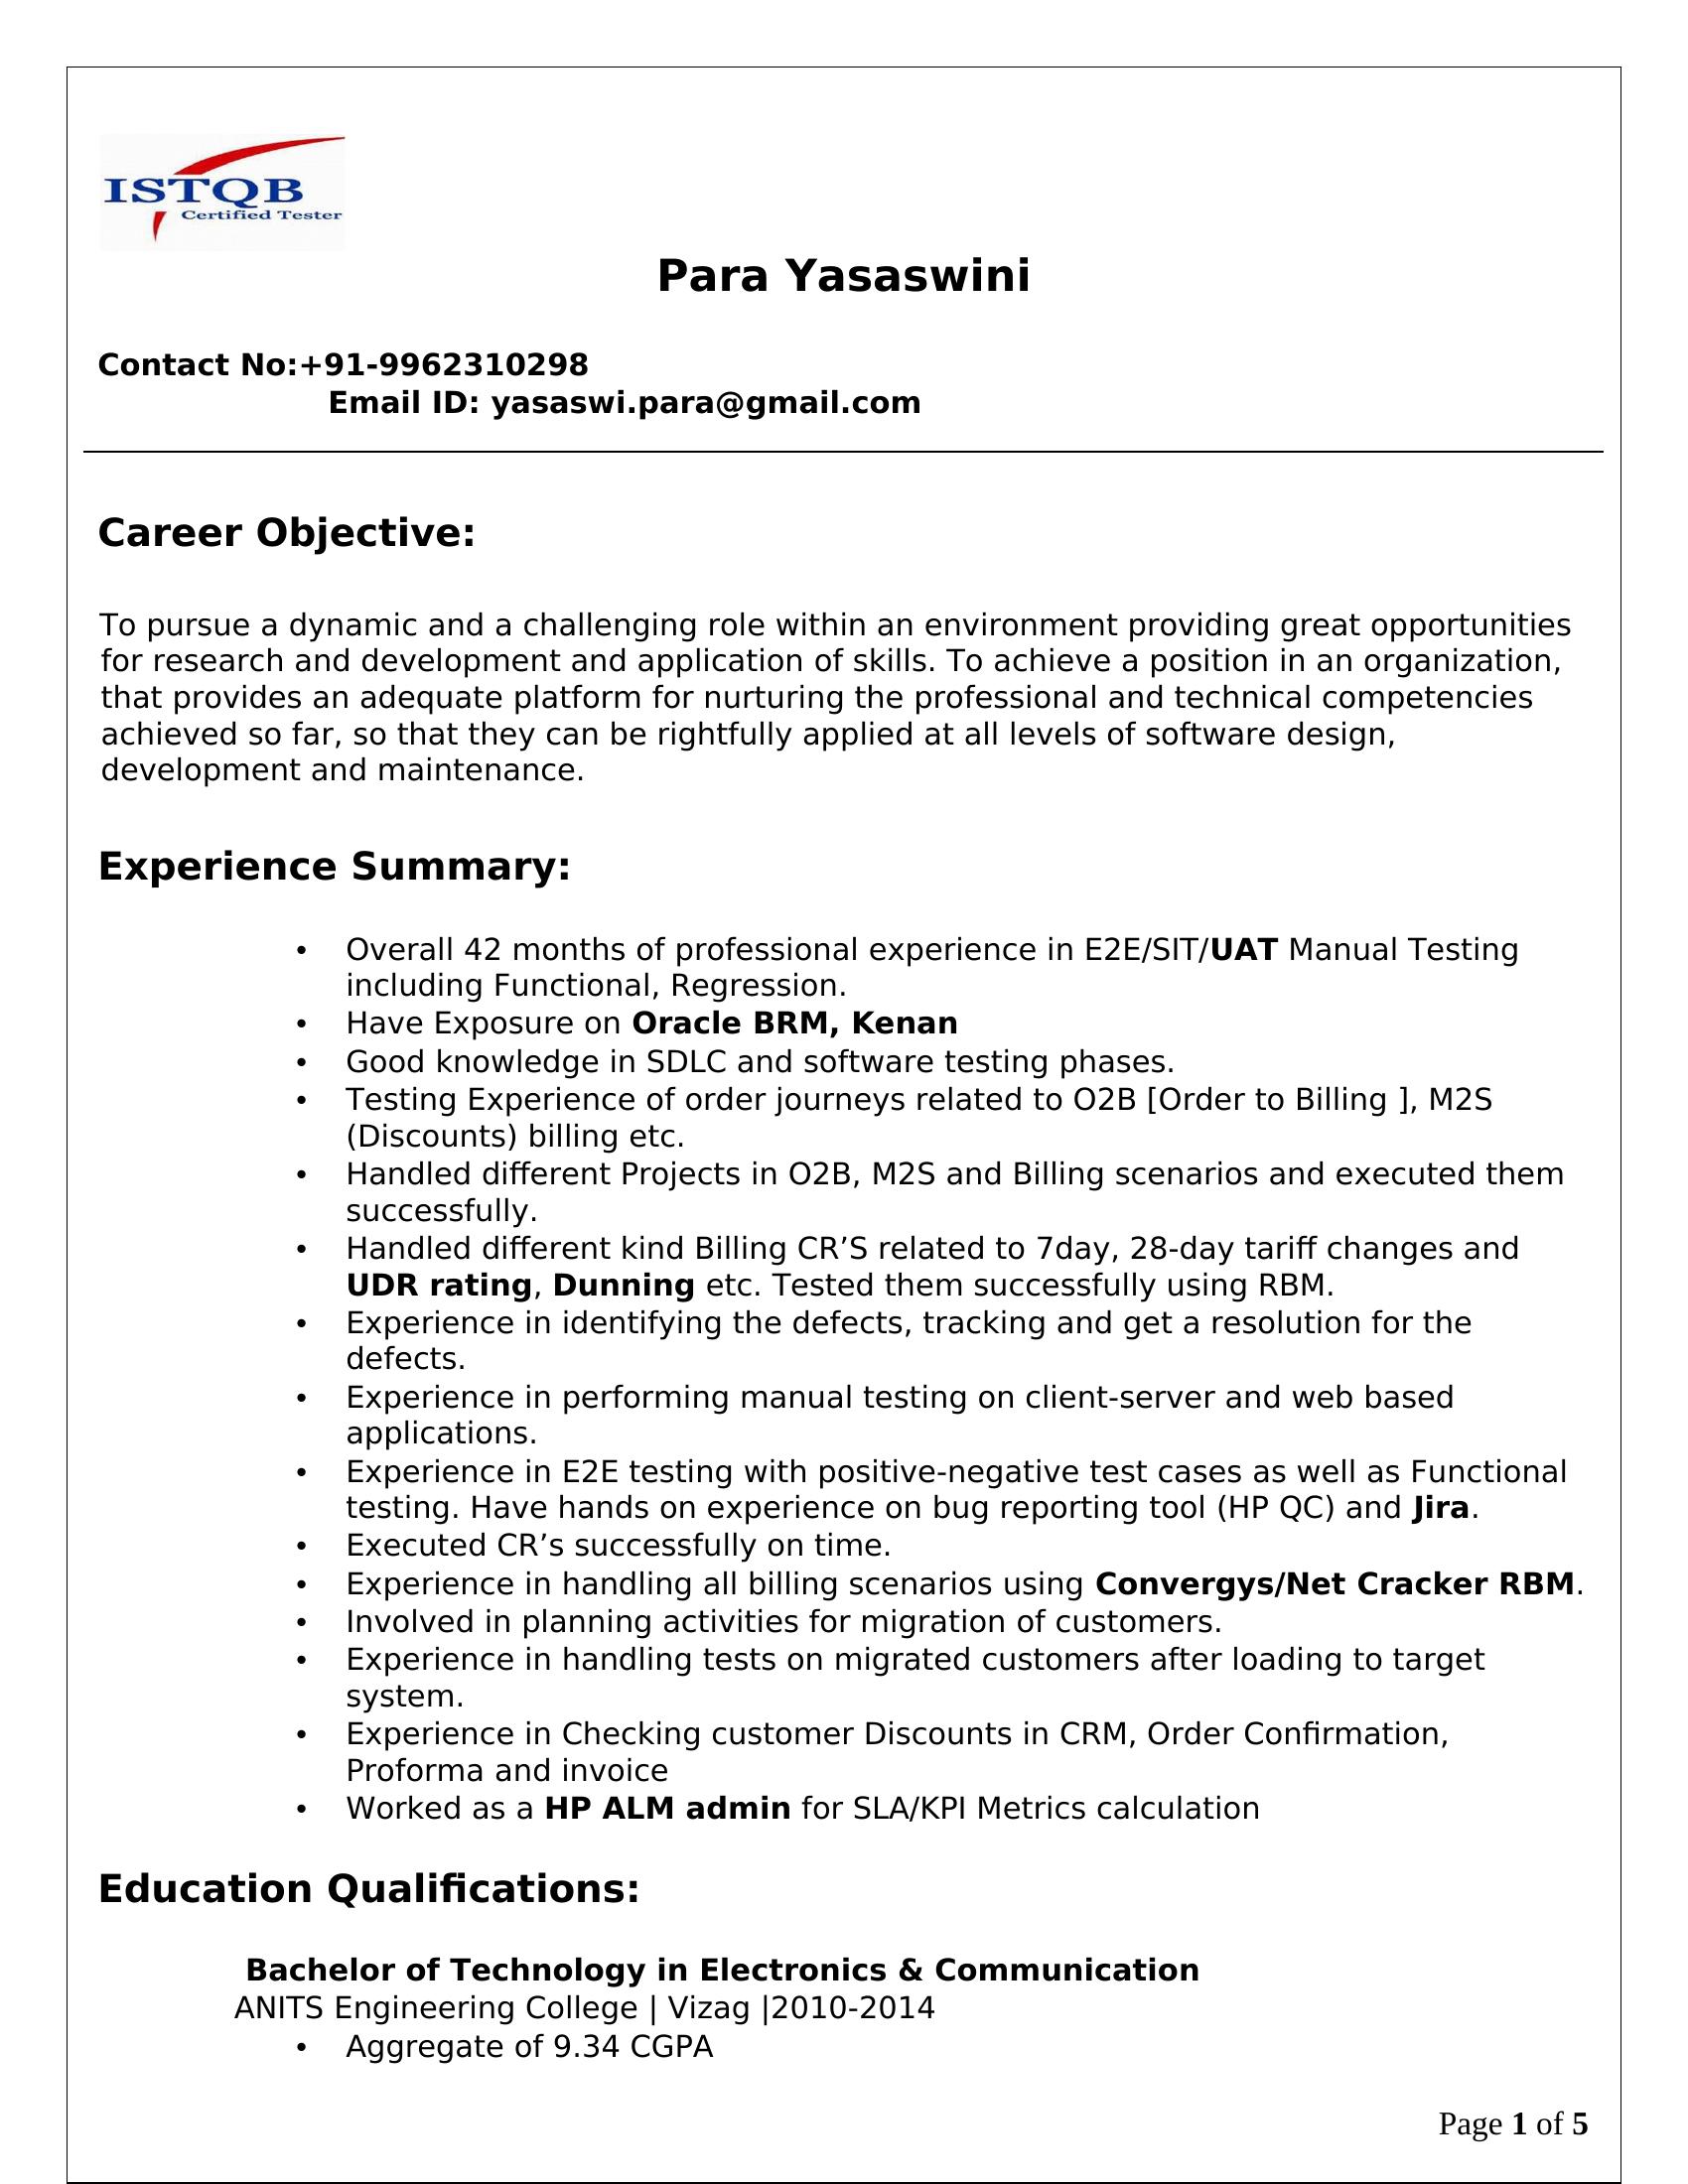 ISTQB
Certified Tester
Para Yasaswini
Contact No:+91-9962310298
Email ID: yasaswi.para@gmail.com
Career Objective:
To pursue a dynamic and a challenging role within an environment providing great opportunities
for research and development and application of skills. To achieve a position in an organization,
that provides an adequate platform for nurturing the professional and technical competencies
achieved so far, so that they can be rightfully applied at all levels of software design,
development and maintenance.
Experience Summary:
• Overall 42 months of professional experience in E2E/SIT/UAT Manual Testing
including Functional, Regression.
• Have Exposure on Oracle BRM, Kenan
• Good knowledge in SDLC and software testing phases.
• Testing Experience of order journeys related to O2B [Order to Billing ], M2S
(Discounts) billing etc.
• Handled different Projects in O2B, M2S and Billing scenarios and executed them
successfully.
• Handled different kind Billing CR’S related to 7day, 28-day tariff changes and
UDR rating, Dunning etc. Tested them successfully using RBM.
• Experience in identifying the defects, tracking and get a resolution for the
defects.
• Experience in performing manual testing on client-server and web based
applications.
• Experience in E2E testing with positive-negative test cases as well as Functional
testing. Have hands on experience on bug reporting tool (HP QC) and Jira.
• Executed CR’s successfully on time.
• Experience in handling all billing scenarios using Convergys/Net Cracker RBM.
• Involved in planning activities for migration of customers.
• Experience in handling tests on migrated customers after loading to target
system.
• Experience in Checking customer Discounts in CRM, Order Confirmation,
Proforma and invoice
• Worked as a HP ALM admin for SLA/KPI Metrics calculation
Education Qualifications:
Bachelor of Technology in Electronics & Communication
ANITS Engineering College | Vizag |2010-2014
• Aggregate of 9.34 CGPA
Page 1 of 5